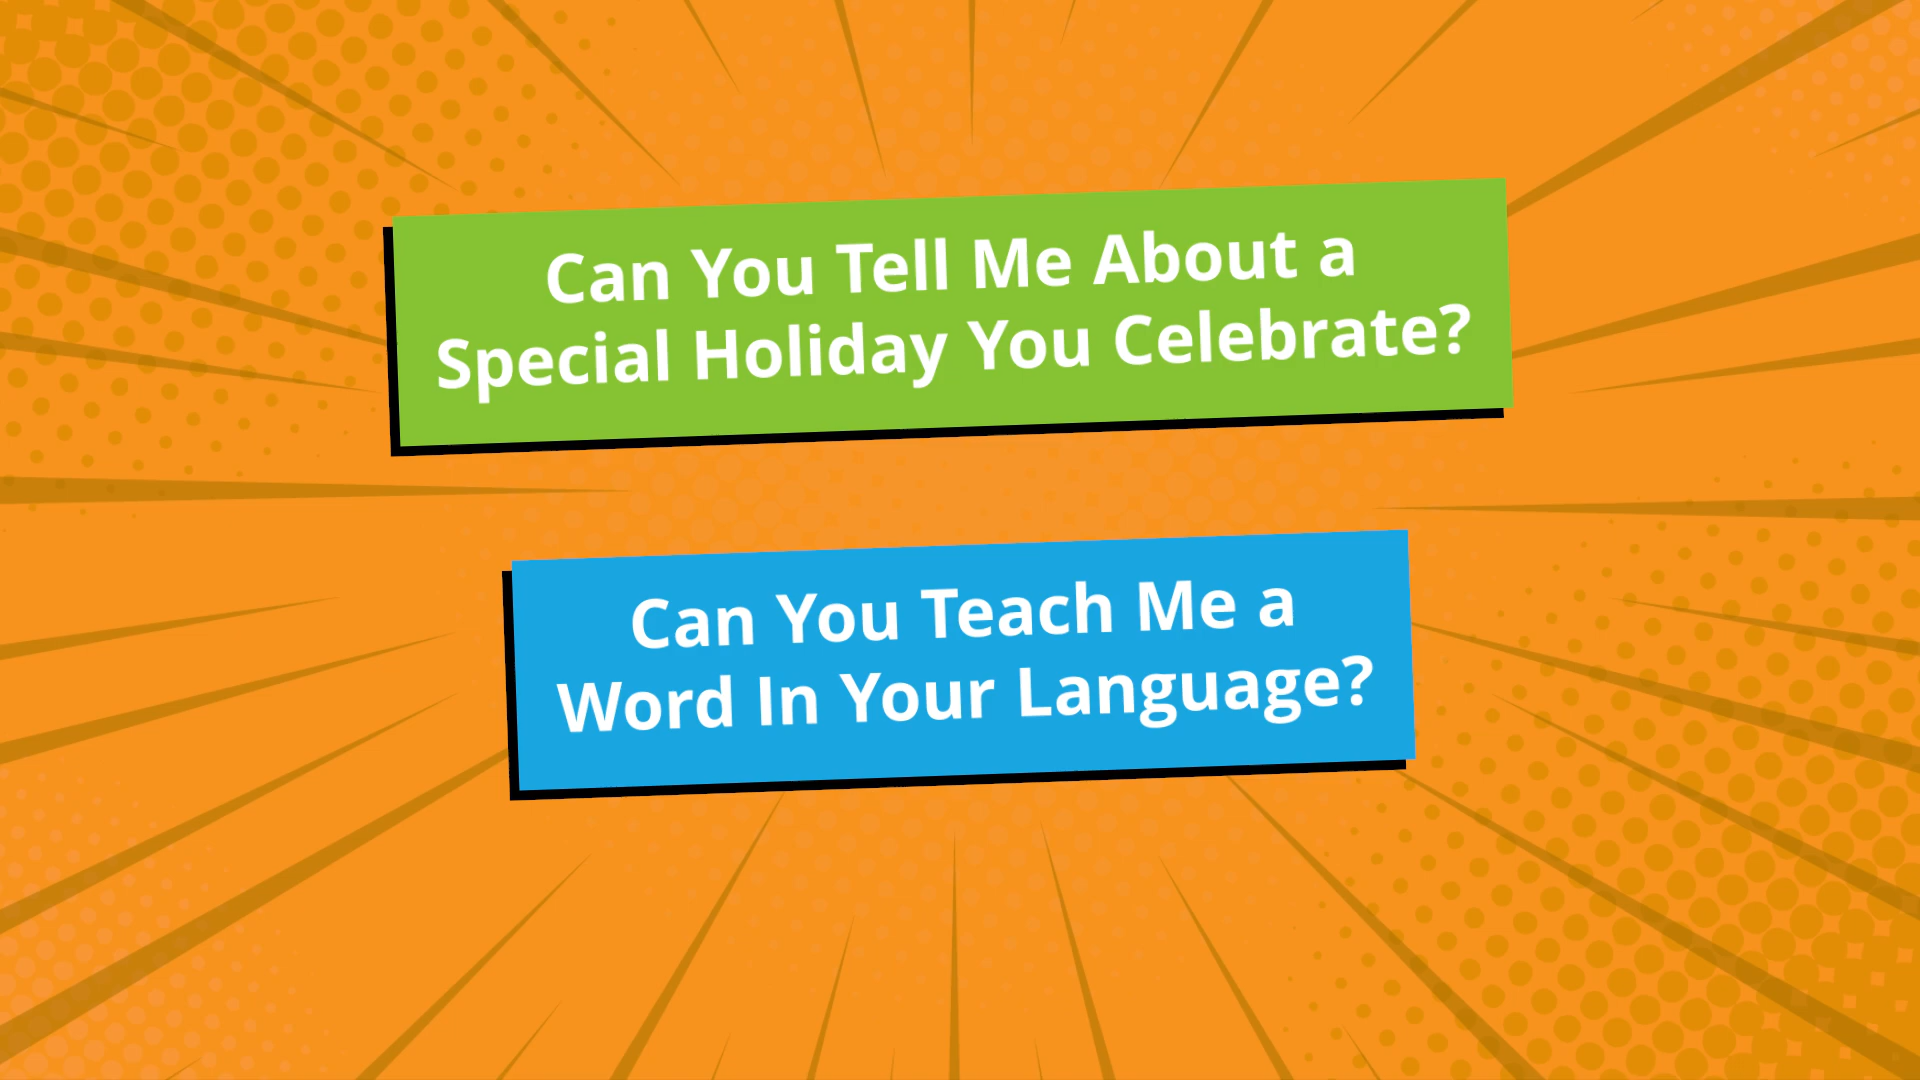 Can You Tell Me About a
Special Holiday You Celebrate?
Can You Teach Me a
Word In Your Language?